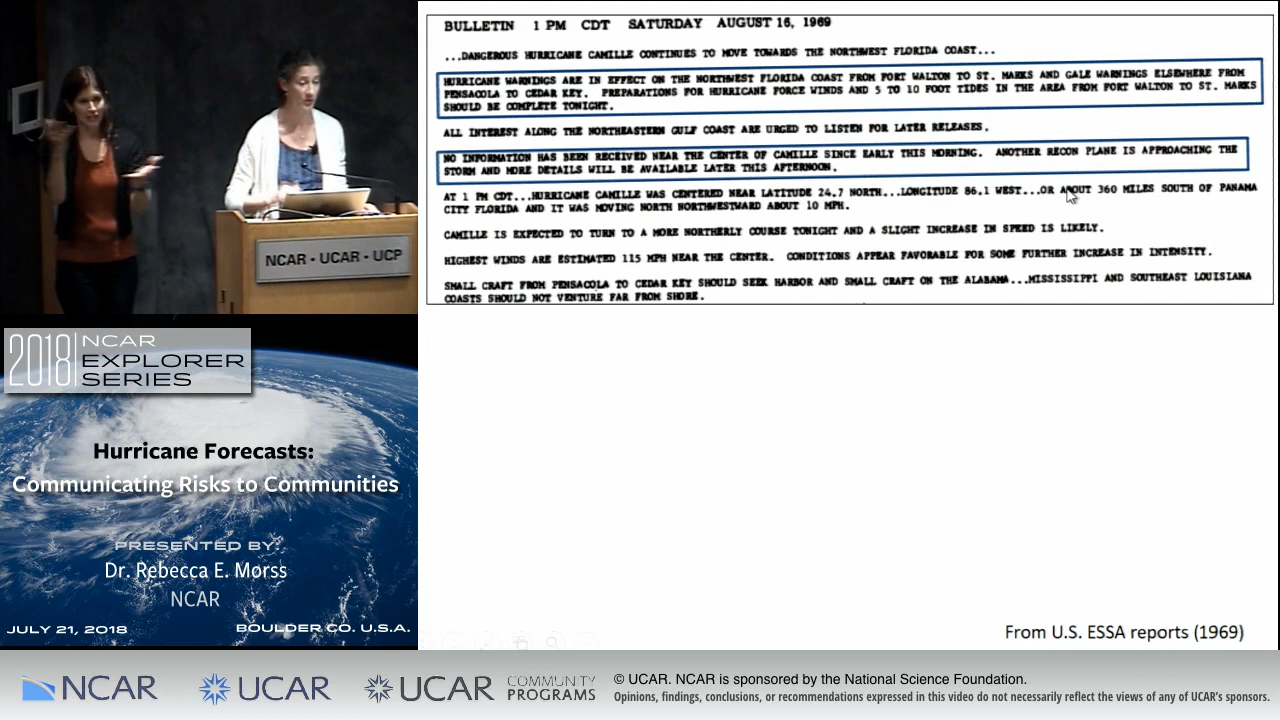 BULLETIN 1 PM CDT SATURDAY AUGUST 16, 1969
...DANGEROUS HURRICANE CAMILLE CONTINUES TO MOVE TOWARDS THE NORTHWEST FLORIDA COAST...
HURRICANE WARNINGS ARE IN EFFECT ON THE NORTHWEST FLORIDA COAST FROM FORT WALTON TO ST. MARKS AND GALE WARNINGS ELSEWHERE FROM
PENSACOLA TO CEDAR KEY. PREPARATIONS FOR HURRICANE FORCE WINDS AND 5 TO 10 FOOT TIDES IN THE AREA FROM FORT WALTON TO ST. MARKS
SHOULD BE COMPLETE TONIGHT.
ALL INTEREST ALONG THE NORTHEASTERN GULF COAST ARE URGED TO LISTEN FOR LATER RELEASES.
NO INFORMATION HAS BEEN RECEIVED NEAR THE CENTER OF CAMILLE SINCE EARLY THIS MORNING. ANOTHER RECON PLANE IS APPROACHING THE
STORM AND MORE DETAILS WILL BE AVAILABLE LATER THIS AFTERNOON.
AT 1 PM CDT...HURRICANE CAMILLE WAS CENTERED NEAR LATITUDE 24.7 NORTH...LONGITUDE 86.1 WEST...OR ABOUT 360 MILES SOUTH OF PANAMA
CITY FLORIDA AND IT WAS MOVING NORTH NORTHWESTWARD ABOUT 10 MPH.
CAMILLE IS EXPECTED TO TURN TO A MORE NORTHERLY COURSE TONIGHT AND A SLIGHT INCREASE IN SPEED IS LIKELY.
HIGHEST WINDS ARE ESTIMATED 115 MPH NEAR THE CENTER. CONDITIONS APPEAR FAVORABLE FOR SOME FURTHER INCREASE IN INTENSITY.
SMALL CRAFT FROM PENSACOLA TO CEDAR KEY SHOULD SEEK HARBOR AND SMALL CRAFT ON THE ALABAMA...MISSISSIPPI AND SOUTHEAST LOUISIANA
COASTS SHOULD NOT VENTURE FAR FROM SHORE.
From U.S. ESSA reports (1969)
NCAR - UCAR - UCP
2018 NCAR
EXPLORER
SERIES
Hurricane Forecasts:
Communicating Risks to Communities
PRESENTED BY:
Dr. Rebecca E. Morss
NCAR
JULY 21, 2018 BOULDER CO. U.S.A.
NCAR
UCAR
UCAR COMMUNITY
PROGRAMS
© UCAR. NCAR is sponsored by the National Science Foundation.
Opinions, findings, conclusions, or recommendations expressed in this video do not necessarily reflect the views of any of UCAR's sponsors.